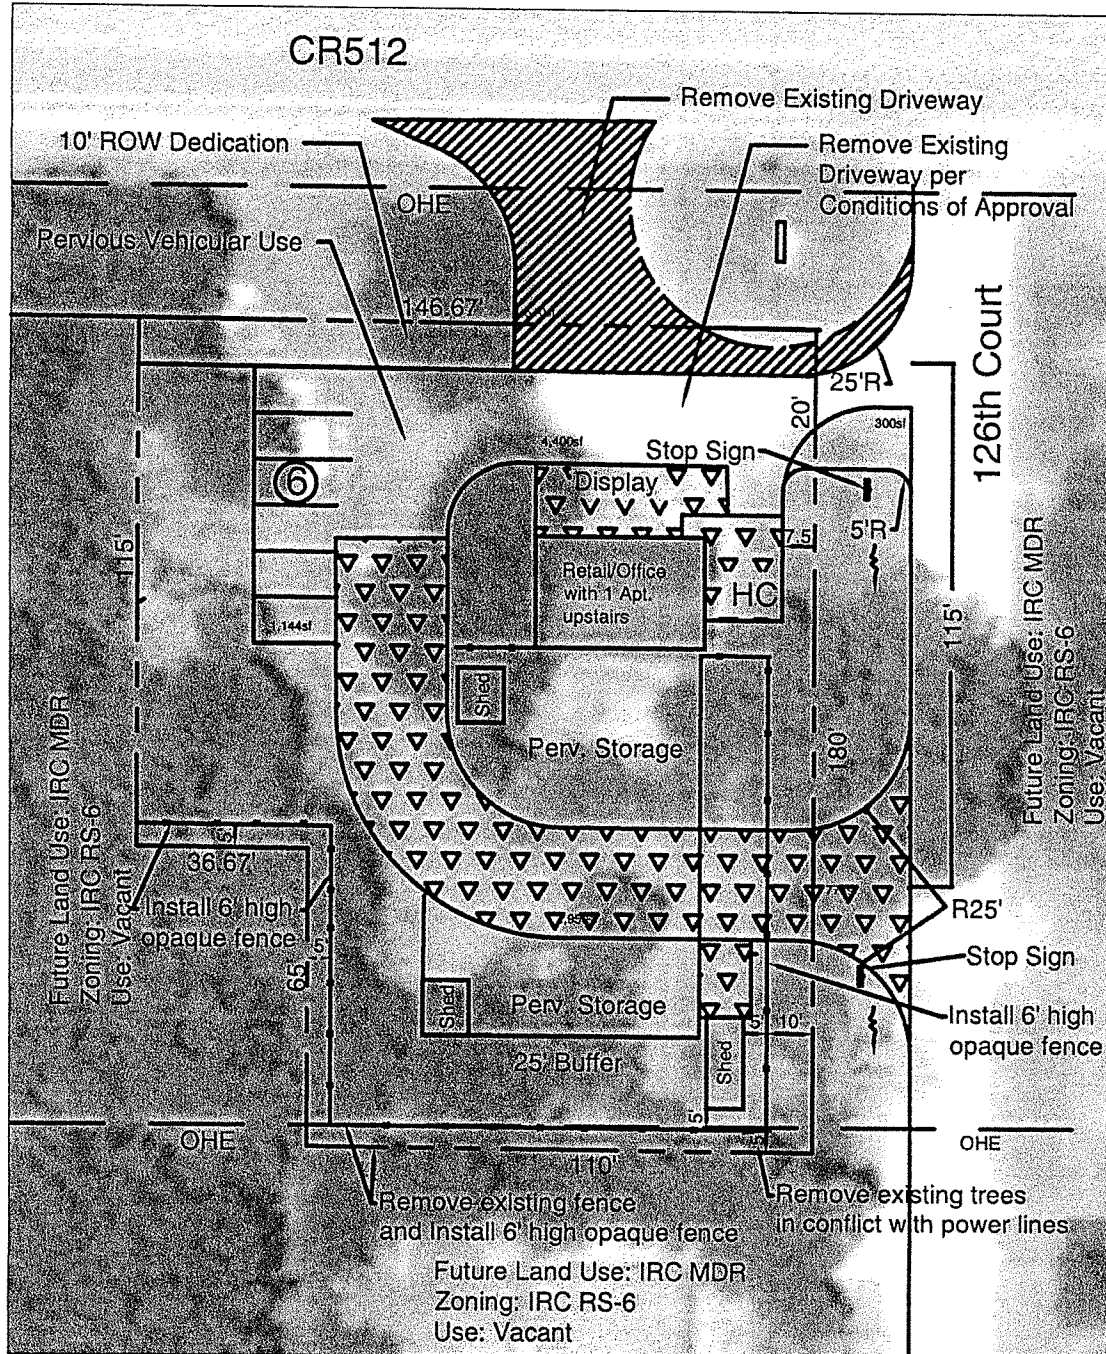 CR512
Remove Existing Driveway
10' ROW Dedication
Remove Existing
Driveway per
Conditions of Approval
OHE
Pervious Vehicular Use
146.67'
25'R
126th Court
20'
300sf
4,400sf
Stop Sign
Display
6
5'R
7.5
115'
Retail/Office
with 1 Apt.
upstairs
HC
1,144sf
115'
Shed
Perv. Storage
180
Future Land Use: IRC MDR
Zoning: IRC RS-6
Use: Vacant
Future Land Use: IRC MDR
Zoning: IRC RS-6
Use: Vacant
5'
36.67'
Install 6' high
opaque fence
5'
65
R25'
Stop Sign
Shed
Perv. Storage
5'
10'
Install 6' high
opaque fence
25' Buffer
Shed
5
OHE
OHE
110'
Remove existing fence
and Install 6' high opaque fence
Remove existing trees
in conflict with power lines
Future Land Use: IRC MDR
Zoning: IRC RS-6
Use: Vacant